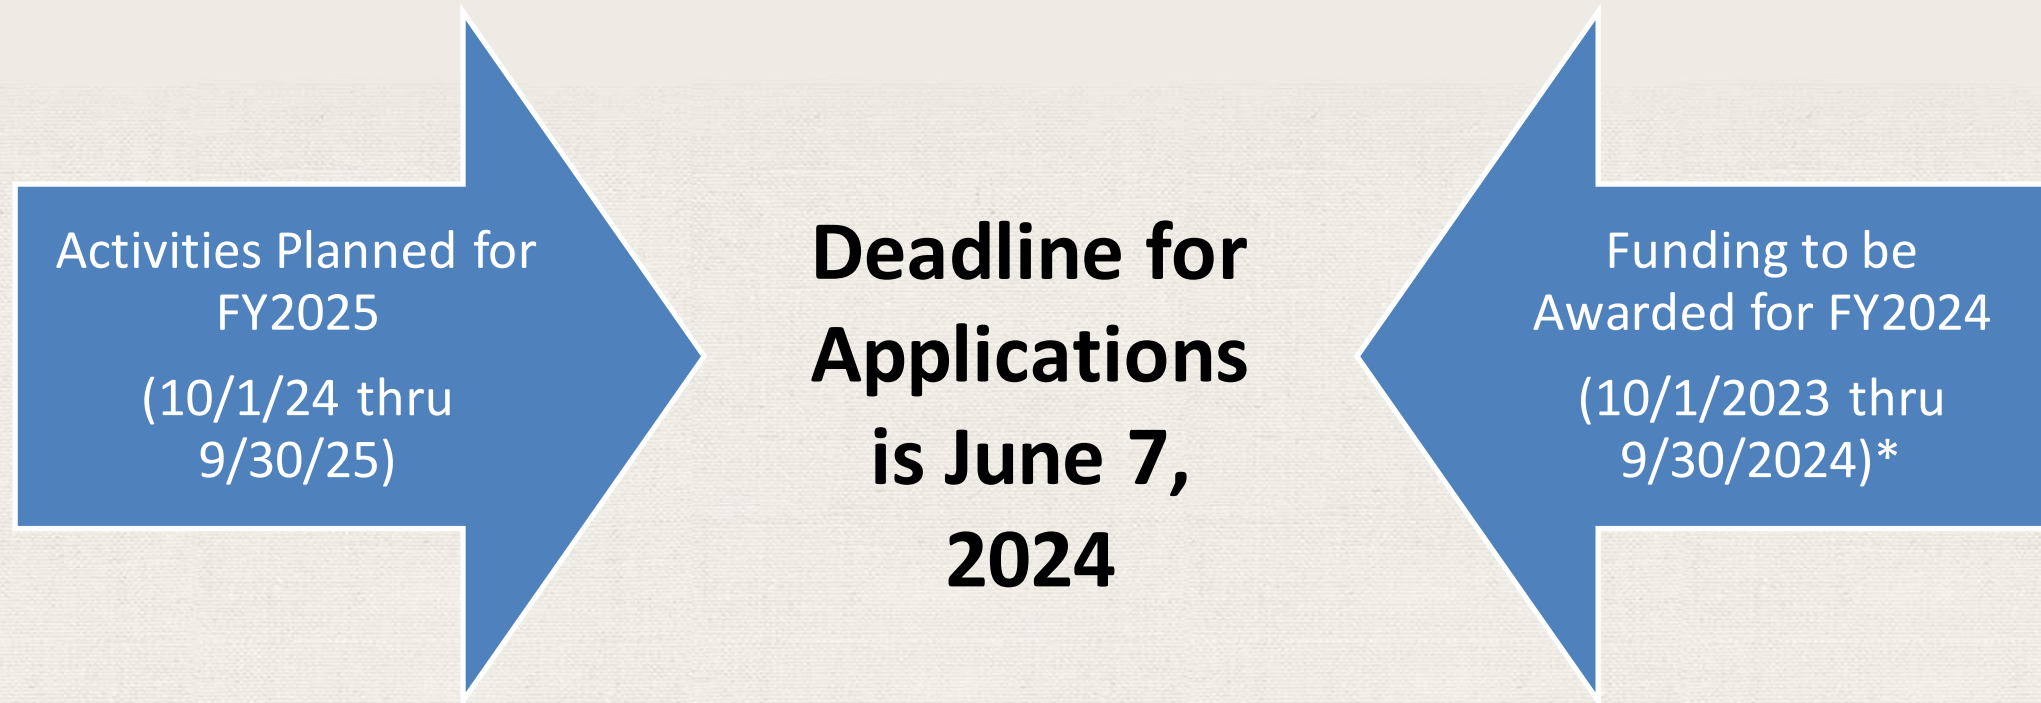 Activities Planned for
FY2025
(10/1/24 thru
9/30/25)
Deadline for
Applications
is June 7,
2024
Funding to be
Awarded for FY2024
(10/1/2023 thru
9/30/2024)*